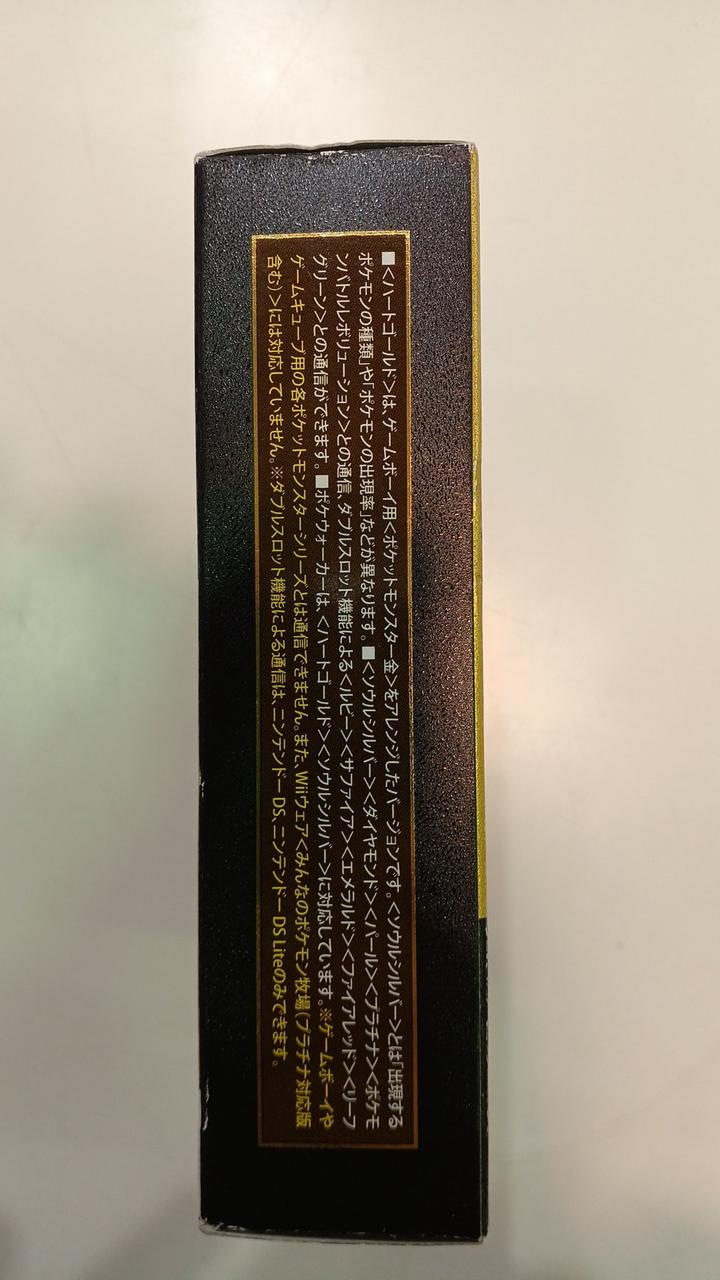 ■＜ハートゴールド＞は、ゲームボーイ用＜ポケットモンスター金＞をアレンジしたバージョンです。＜ソウルシルバー＞とは「出現する
ポケモンの種類」や「ポケモンの出現率」などが異なります。■＜ソウルシルバー＞＜ダイヤモンド＞＜パール＞＜プラチナ＞＜ポケモ
ンバトルレボリューション＞との通信、ダブルスロット機能による＜ルビー＞＜サファイア＞＜エメラルド＞＜ファイアレッド＞＜リーフ
グリーン＞との通信ができます。■ポケウォーカーは、＜ハートゴールド＞＜ソウルシルバー＞に対応しています。※ゲームボーイや
ゲームキューブ用の各ポケットモンスターシリーズとは通信できません。また、Wiiウェア＜みんなのポケモン牧場(プラチナ対応版
含む)＞には対応していません。※ダブルスロット機能による通信は、ニンテンドーDS、ニンテンドーDS Liteのみできます。